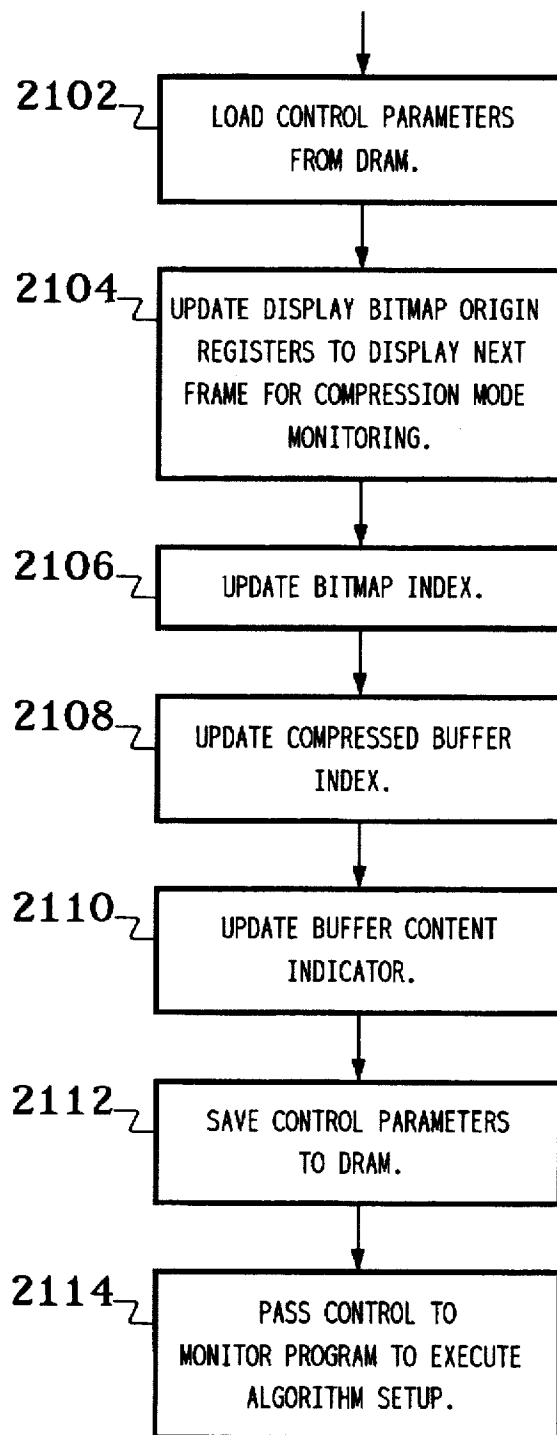 2102
LOAD CONTROL PARAMETERS
FROM DRAM.
2104
UPDATE DISPLAY BITMAP ORIGIN
REGISTERS TO DISPLAY NEXT
FRAME FOR COMPRESSION MODE
MONITORING.
2106
UPDATE BITMAP INDEX.
2108
UPDATE COMPRESSED BUFFER
INDEX.
2110
UPDATE BUFFER CONTENT
INDICATOR.
2112
SAVE CONTROL PARAMETERS
TO DRAM.
2114
PASS CONTROL TO
MONITOR PROGRAM TO EXECUTE
ALGORITHM SETUP.